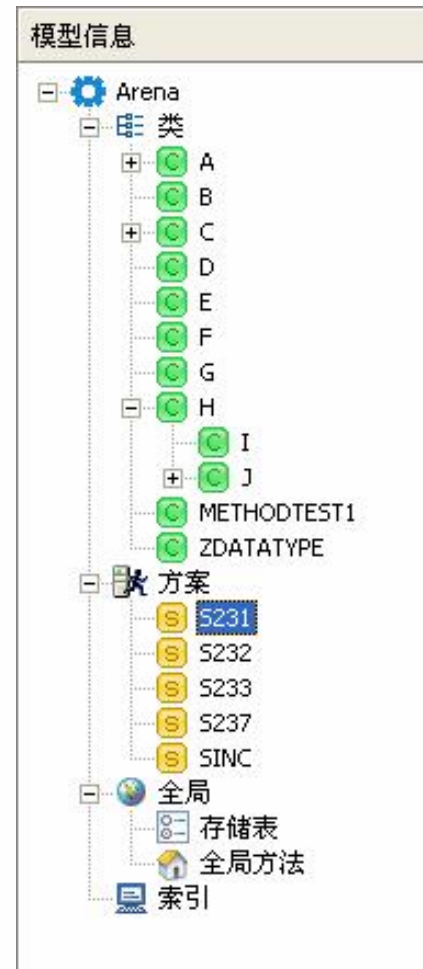 模型信息
Arena
类
A
B
C
D
E
F
G
H
I
J
METHODTEST1
ZDATATYPE
方案
S231
S232
S233
S237
SINC
全局
存储表
全局方法
索引